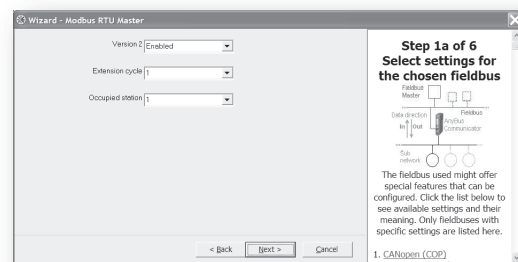 Wizard - Modbus RTU Master
Version 2 Enabled
Extension cycle 1
Occupied station 1
< Back Next > Cancel
Step 1a of 6
Select settings for
the chosen fieldbus
Fieldbus
Master
Data direction
Fieldbus
In Out
AnyBus
Communicator
Sub
network
The fieldbus used might offer
special features that can be
configured. Click the list below to
see available settings and their
meaning. Only fieldbuses with
specific settings are listed here.
1. CANopen (COP)